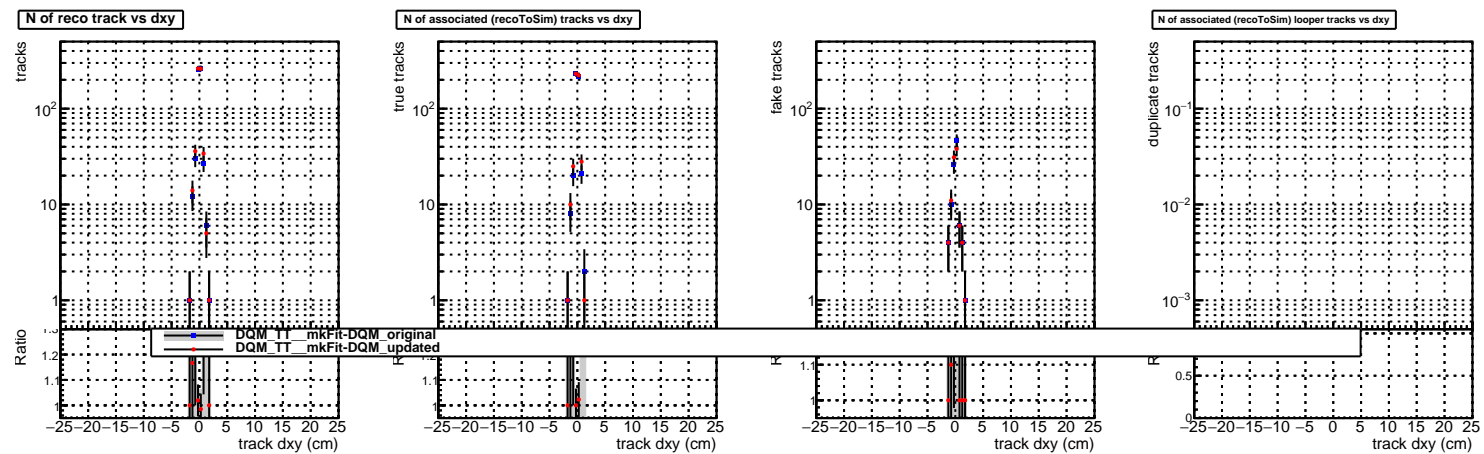 N of reco track vs dxy
tracks
10²
10
1
Ratio
1.3
1.2
1.1
1
−25−20−15−10−5 0 5 10 15 20 25
track dxy (cm)
N of associated (recoToSim) tracks vs dxy
true tracks
10²
10
1
Ratio
1.1
1
−25−20−15−10−5 0 5 10 15 20 25
track dxy (cm)
fake tracks
10²
10
1
1.1
1
−25−20−15−10−5 0 5 10 15 20 25
track dxy (cm)
N of associated (recoToSim) looper tracks vs dxy
duplicate tracks
10⁻¹
10⁻²
10⁻³
0.5
0
−25−20−15−10−5 0 5 10 15 20 25
track dxy (cm)
DQM_TT__mkFit-DQM_original
DQM_TT__mkFit-DQM_updated